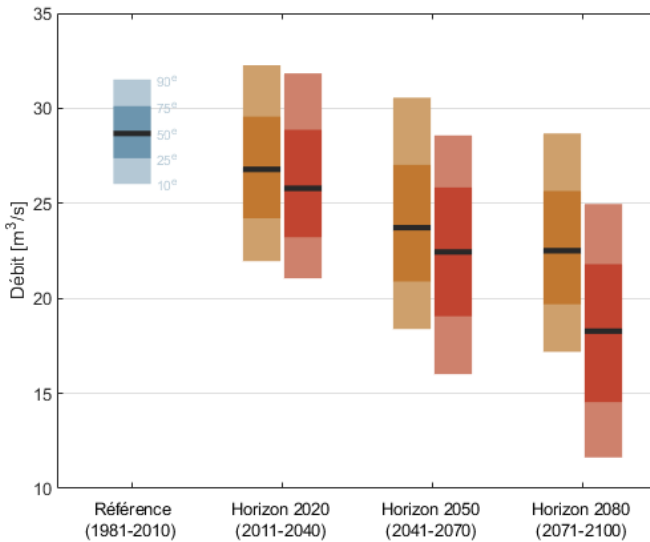 35
30
25
20
15
10
Débit [m³/s]
90e
75e
50e
25e
10e
Référence
(1981-2010)
Horizon 2020
(2011-2040)
Horizon 2050
(2041-2070)
Horizon 2080
(2071-2100)